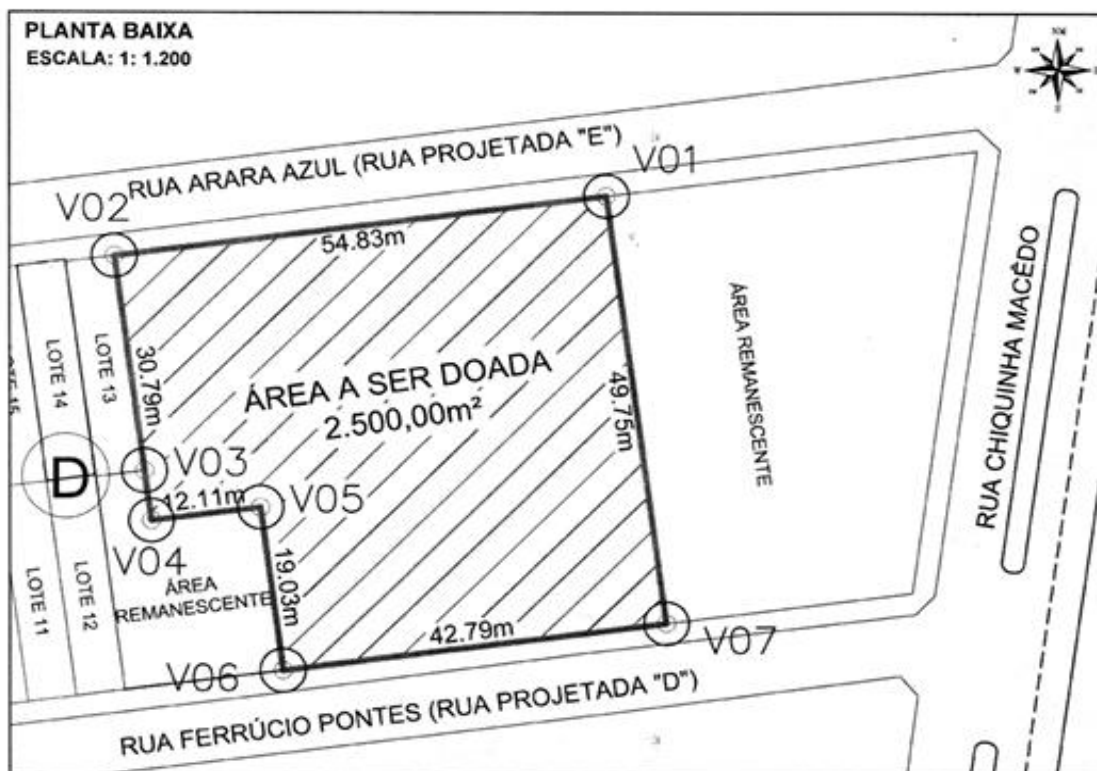 PLANTA BAIXA
ESCALA: 1: 1.200
RUA ARARA AZUL (RUA PROJETADA "E")
V01
V02
54.83m
LOTE 13
LOTE 14
LOTE 15
30.79m
ÁREA A SER DOADA
2.500,00m²
49.75m
ÁREA REMANESCENTE
RUA CHIQUINHA MACÊDO
D
V03
12.11m
V05
V04
ÁREA
REMANESCENTE
19.03m
LOTE 11
LOTE 12
42.79m
V06
V07
RUA FERRÚCIO PONTES (RUA PROJETADA "D")